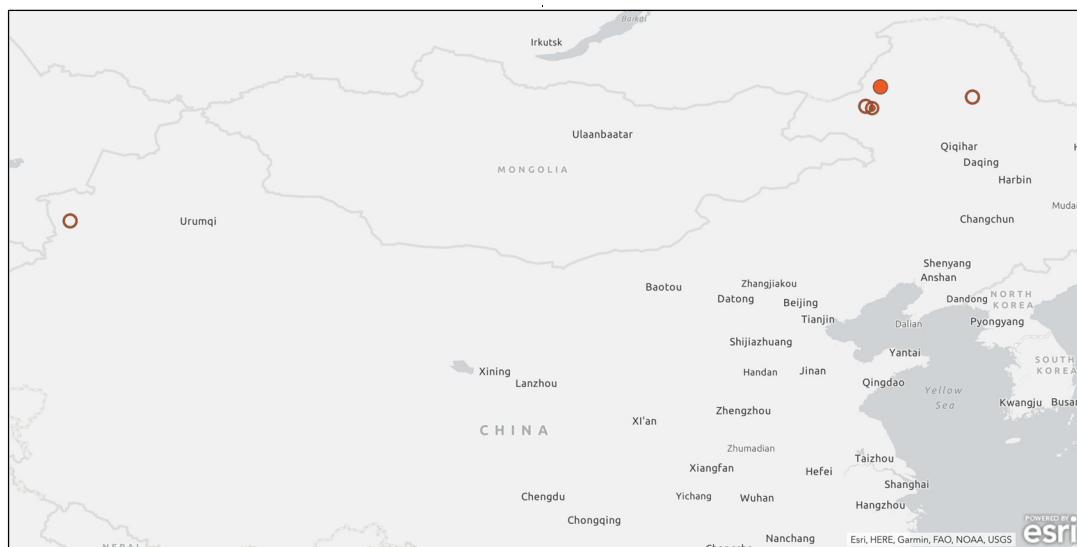 Baikal
Irkutsk
Ulaanbaatar
MONGOLIA
Qiqihar
Daqing
Harbin
Urumqi
Changchun
Muda
Shenyang
Anshan
Baotou
Zhangjiakou
Datong
Beijing
Dandong
NORTH
KOREA
Tianjin
Dalian
Pyongyang
Shijiazhuang
Yantai
SOUTH
KOREA
Xining
Lanzhou
Handan
Jinan
Qingdao
Yellow
Sea
Kwangju
Busa
Zhengzhou
XI'an
CHINA
Zhumadian
Taizhou
Xiangfan
Hefei
Shanghai
Chengdu
Yichang
Wuhan
Hangzhou
Chongqing
Nanchang
POWERED BY
esri
Esri, HERE, Garmin, FAO, NOAA, USGS